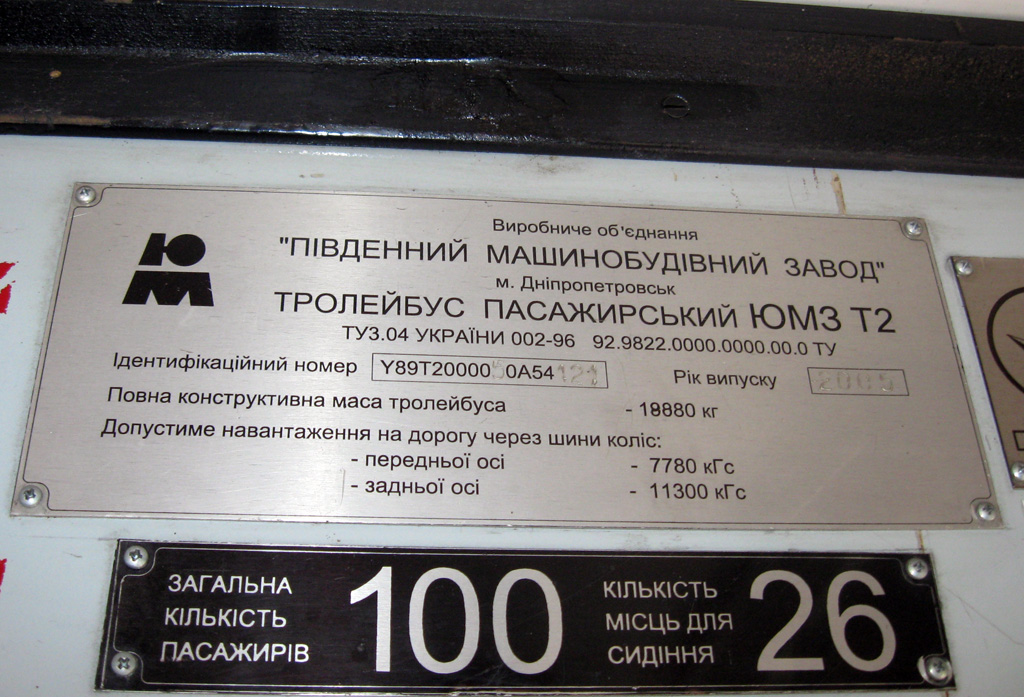 ЮМ
Виробниче об'єднання
"ПІВДЕННИЙ МАШИНОБУДІВНИЙ ЗАВОД"
м. Дніпропетровськ
ТРОЛЕЙБУС ПАСАЖИРСЬКИЙ ЮМЗ Т2
ТУ3.04 УКРАЇНИ 002-96 92.9822.0000.0000.00.0 ТУ
Ідентифікаційний номер Y89T2000050A54121 Рік випуску 2005
Повна конструктивна маса тролейбуса - 18880 кг
Допустиме навантаження на дорогу через шини коліс:
- передньої осі - 7780 кГс
- задньої осі - 11300 кГс
ЗАГАЛЬНА КІЛЬКІСТЬ ПАСАЖИРІВ 100
КІЛЬКІСТЬ МІСЦЬ ДЛЯ СИДІННЯ 26